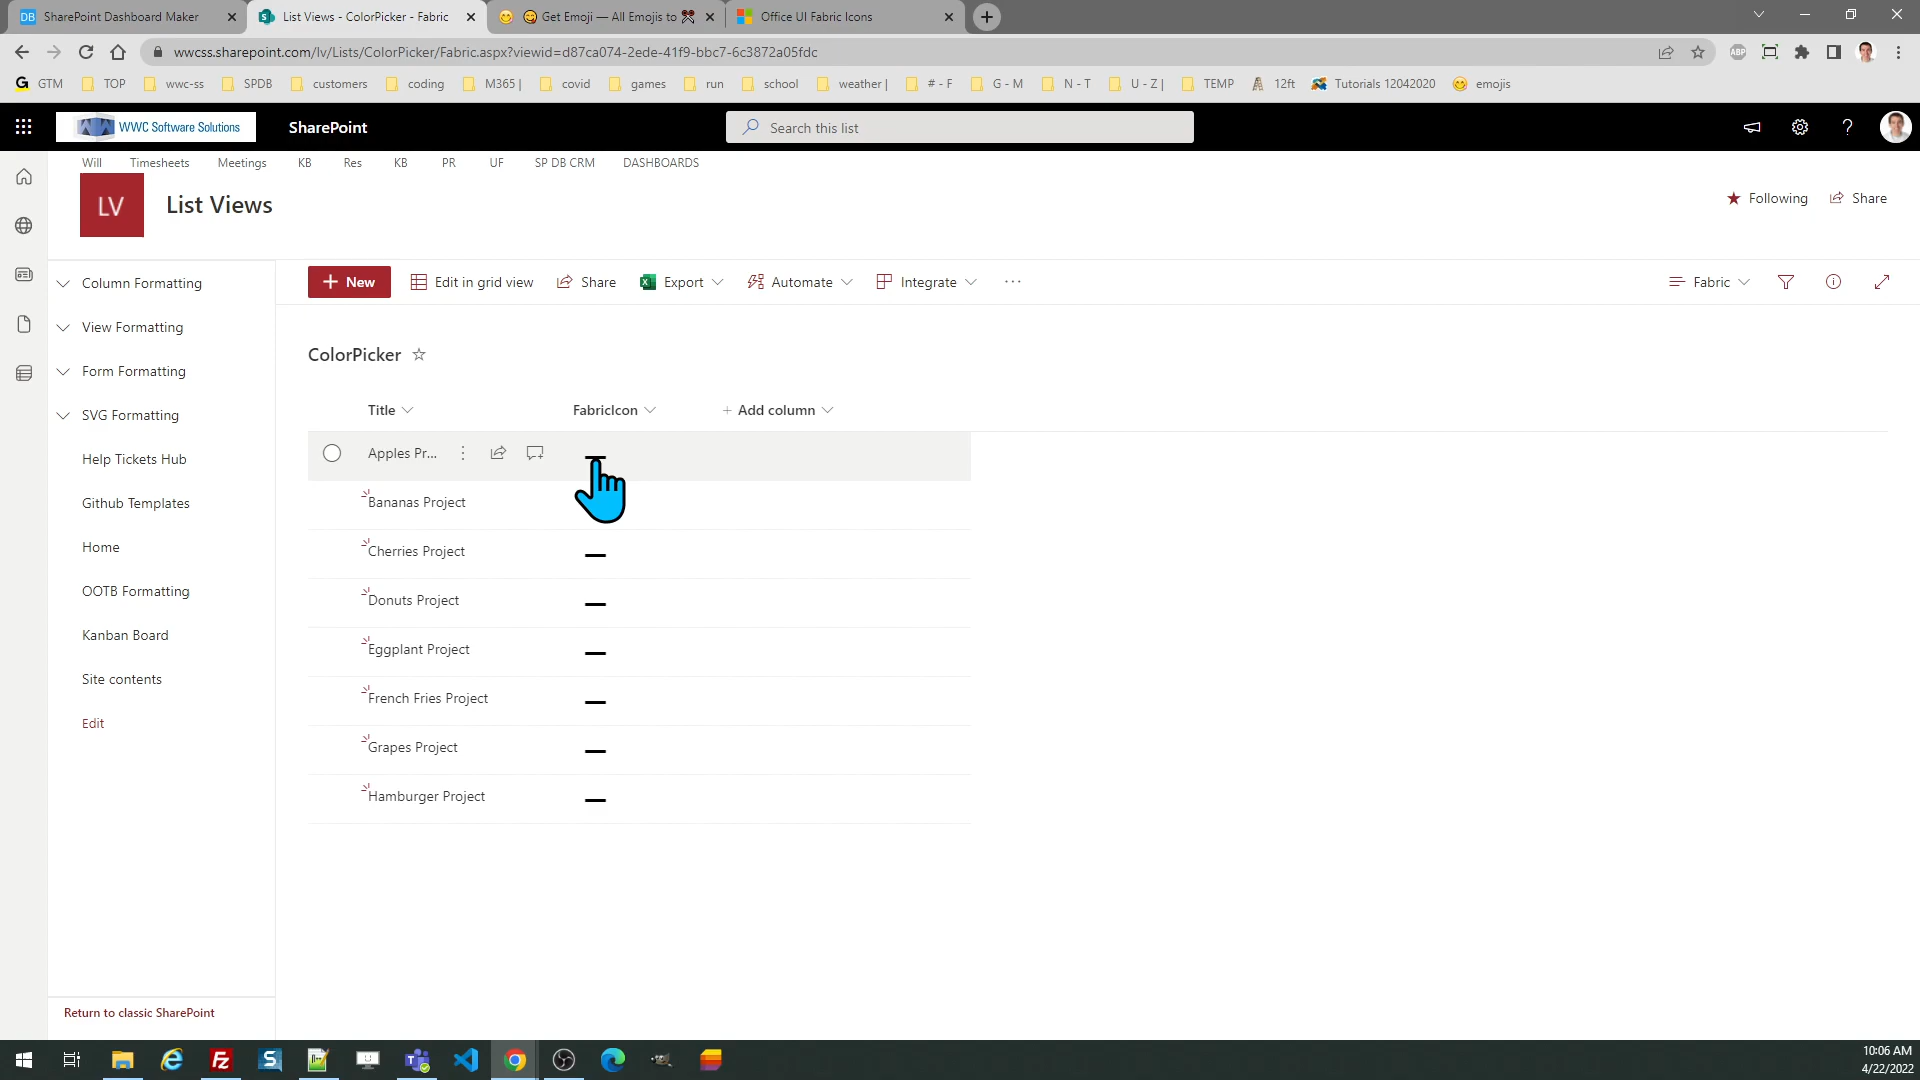 DB SharePoint Dashboard Maker
List Views - ColorPicker - Fabric
Get Emoji — All Emojis to
Office UI Fabric Icons
wwcss.sharepoint.com/lv/Lists/ColorPicker/Fabric.aspx?viewid=d87ca074-2ede-41f9-bbc7-6c3872a05fdc
ABP
G GTM
TOP
wwc-ss
SPDB
customers
coding
M365 |
covid
games
run
school
weather |
# - F
G - M
N - T
U - Z |
TEMP
12ft
Tutorials 12042020
emojis
WWC Software Solutions
SharePoint
Search this list
Will
Timesheets
Meetings
KB
Res
KB
PR
UF
SP DB CRM
DASHBOARDS
LV
List Views
Following
Share
Column Formatting
View Formatting
Form Formatting
SVG Formatting
Help Tickets Hub
Github Templates
Home
OOTB Formatting
Kanban Board
Site contents
Edit
Return to classic SharePoint
+ New
Edit in grid view
Share
Export
Automate
Integrate
...
Fabric
ColorPicker
Title
FabricIcon
+ Add column
Apples Pr...
Bananas Project
Cherries Project
Donuts Project
Eggplant Project
French Fries Project
Grapes Project
Hamburger Project
10:06 AM
4/22/2022